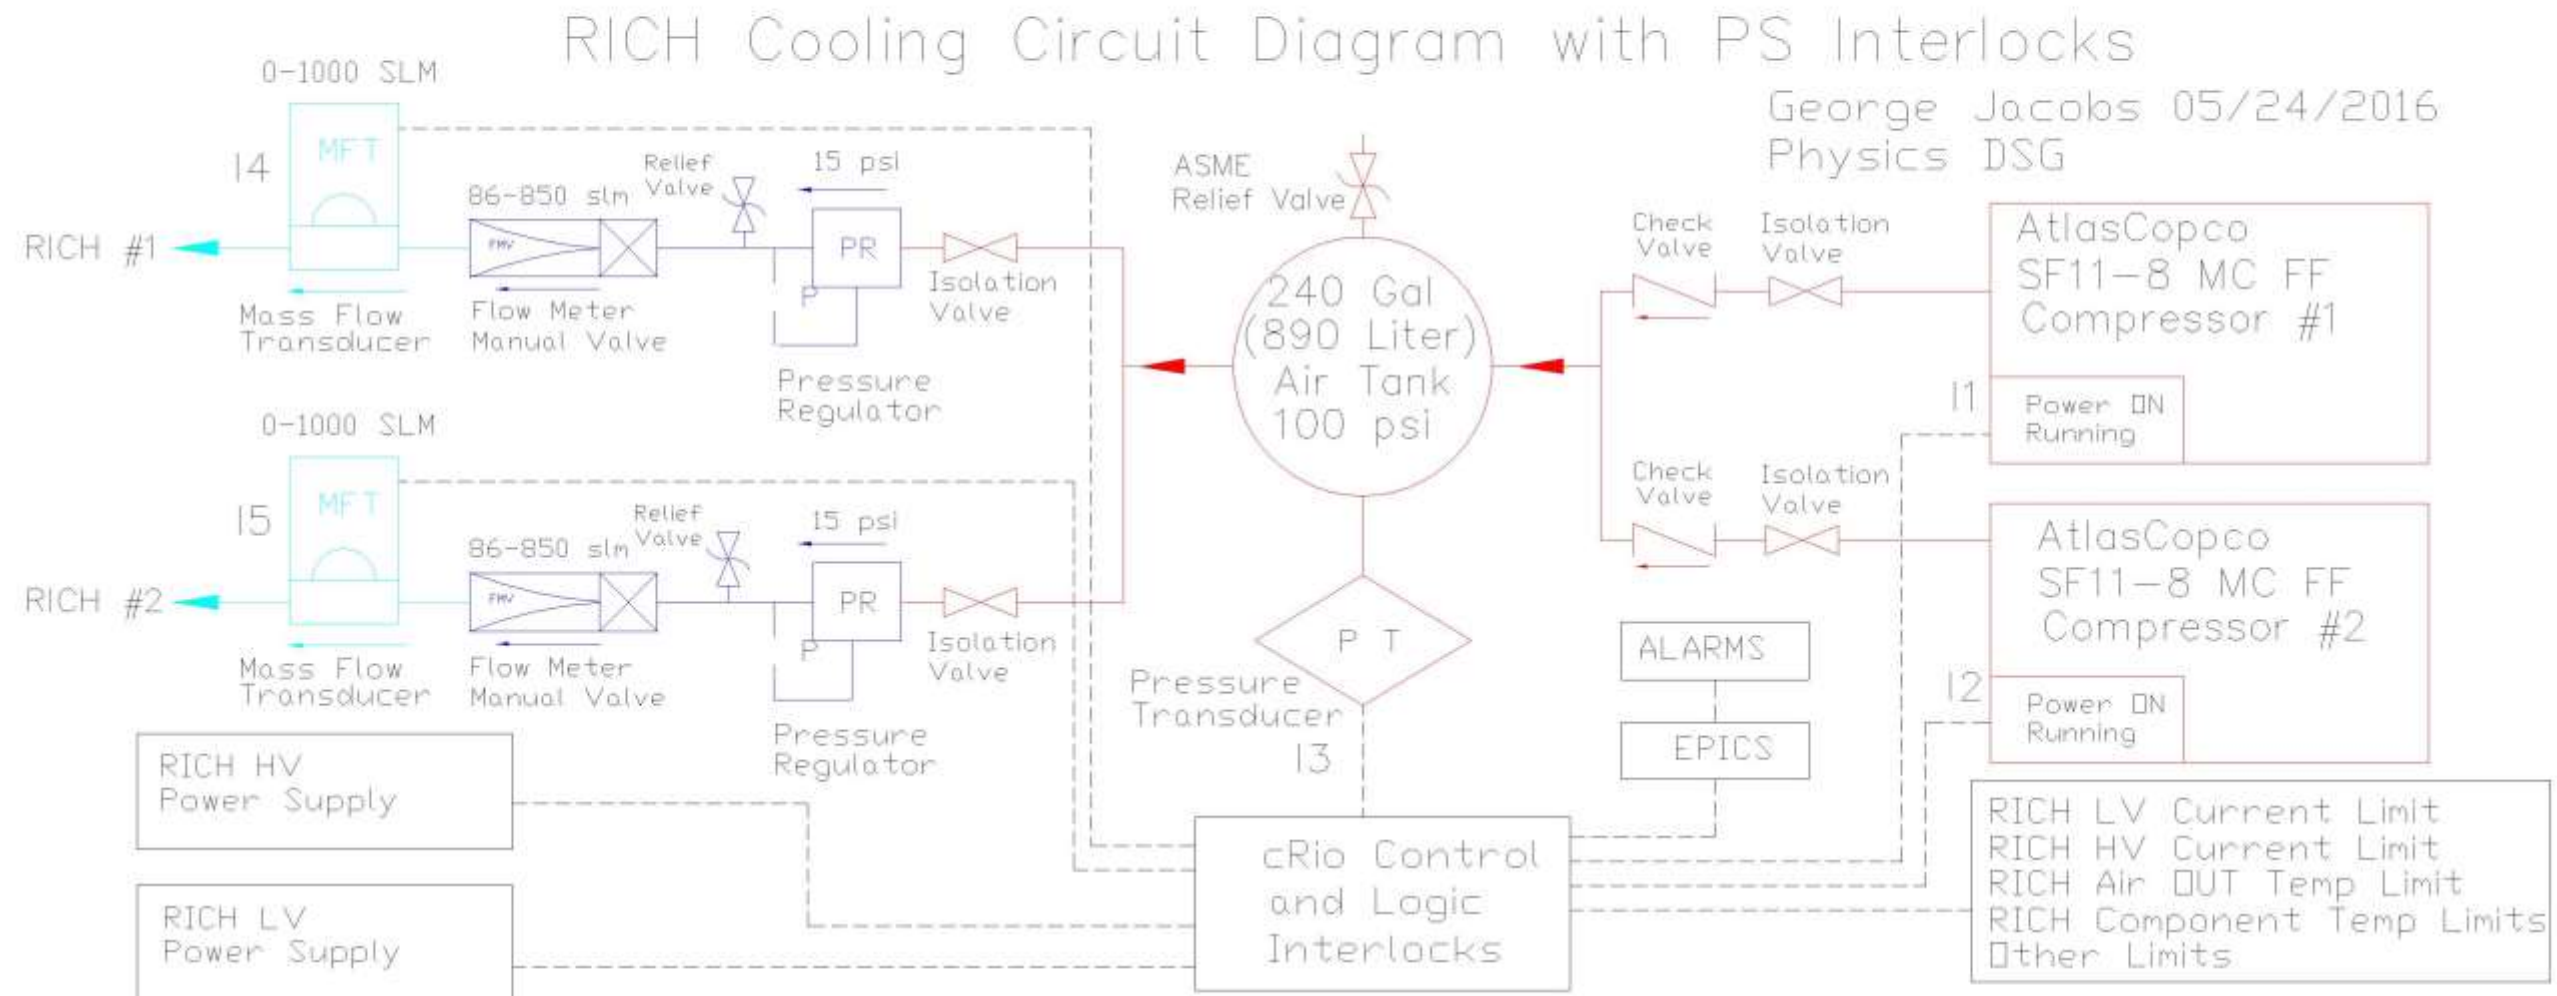 RICH Cooling Circuit Diagram with PS Interlocks
George Jacobs 05/24/2016
Physics DSG
0-1000 SLM
MFT
I4
RICH #1
Mass Flow
Transducer
86-850 slm
FMV
Flow Meter
Manual Valve
Relief
Valve
15 psi
PR
P
Pressure
Regulator
Isolation
Valve
ASME
Relief Valve
240 Gal
(890 Liter)
Air Tank
100 psi
Check
Valve
Isolation
Valve
AtlasCopco
SF11-8 MC FF
Compressor #1
I1
Power ON
Running
0-1000 SLM
MFT
I5
RICH #2
Mass Flow
Transducer
86-850 slm
FMV
Flow Meter
Manual Valve
Relief
Valve
15 psi
PR
P
Pressure
Regulator
Isolation
Valve
P T
Pressure
Transducer
I3
Check
Valve
Isolation
Valve
AtlasCopco
SF11-8 MC FF
Compressor #2
I2
Power ON
Running
ALARMS
EPICS
RICH HV
Power Supply
RICH LV
Power Supply
cRio Control
and Logic
Interlocks
RICH LV Current Limit
RICH HV Current Limit
RICH Air OUT Temp Limit
RICH Component Temp Limits
Other Limits